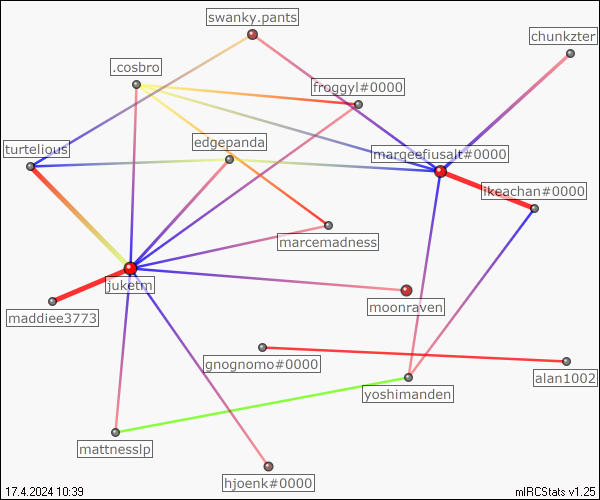 swanky.pants
chunkzter
.cosbro
froggyl#0000
edgepanda
turtelious
marqeefiusalt#0000
ikeachan#0000
marcemadness
juketm
moonraven
maddiee3773
gnognomo#0000
alan1002
yoshimanden
mattnesslp
hjoenk#0000
17.4.2024 10:39
mIRCStats v1.25